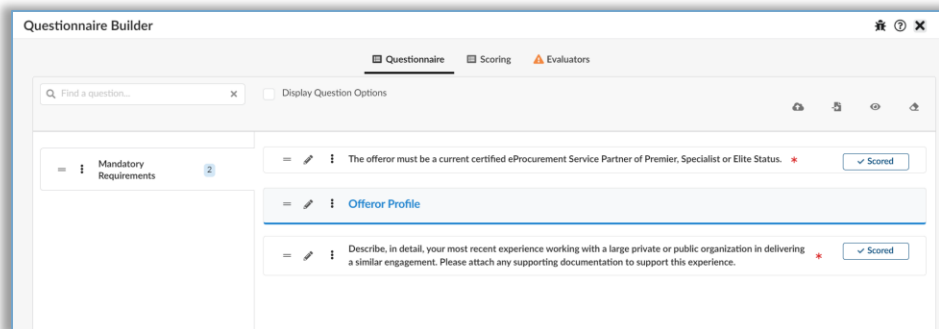 Questionnaire Builder
Questionnaire
Scoring
Evaluators
Find a question...
Display Question Options
Mandatory
Requirements
2
The offeror must be a current certified eProcurement Service Partner of Premier, Specialist or Elite Status. *
Scored
Offeror Profile
Describe, in detail, your most recent experience working with a large private or public organization in delivering
a similar engagement. Please attach any supporting documentation to support this experience. *
Scored